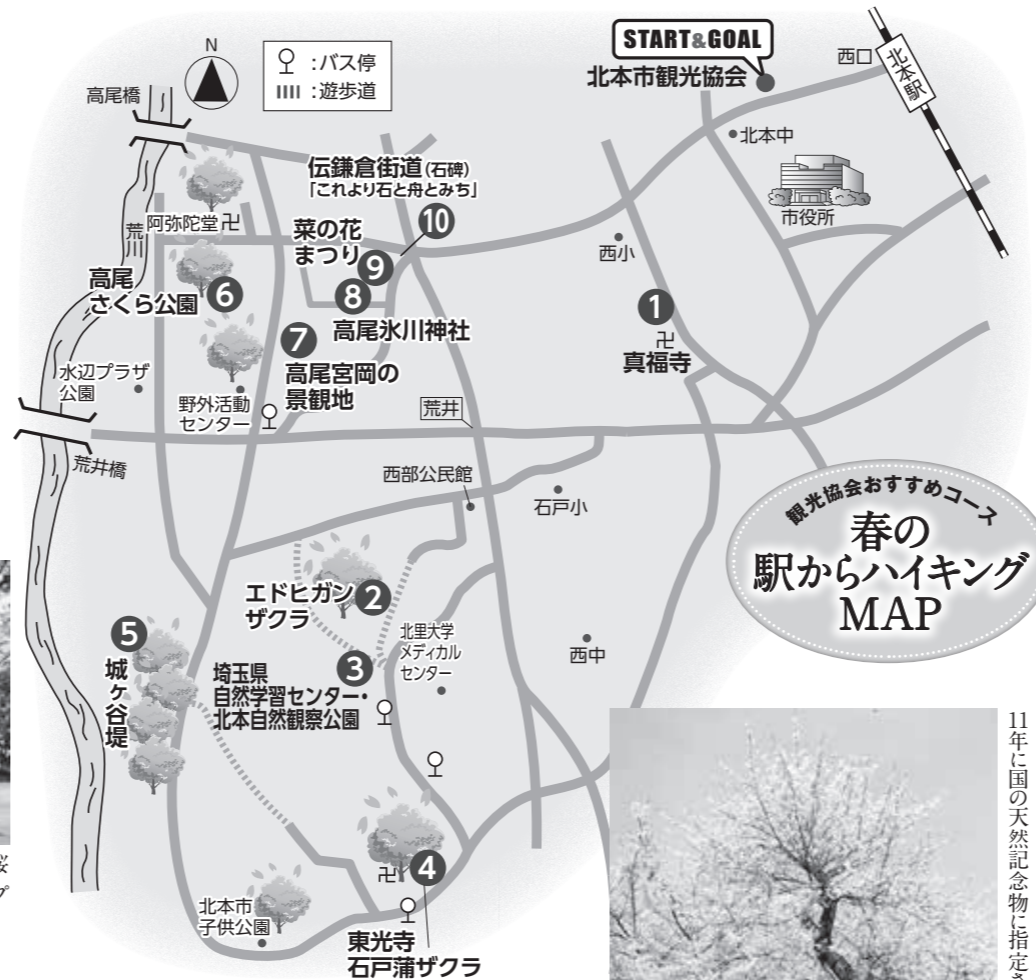 START&GOAL
北本市観光協会
西口
北本駅
N
:バス停
:遊歩道
高尾橋
北本中
市役所
伝鎌倉街道(石碑)
「これより石と舟とみち」
⑩
阿弥陀堂卍
荒川
菜の花
まつり
⑨
西小
高尾
さくら公園
⑥
⑧
高尾氷川神社
①
卍
真福寺
⑦
高尾宮岡の
景観地
水辺プラザ
公園
野外活動
センター
荒井
荒井橋
西部公民館
石戸小
観光協会おすすめコース
春の
駅からハイキング
MAP
エドヒガン
ザクラ
②
北里大学
メディカル
センター
西中
③
埼玉県
自然学習センター・
北本自然観察公園
⑤
城ヶ谷堤
卍
④
東光寺
石戸蒲ザクラ
北本市
子供公園
11年に国の天然記念物に指定